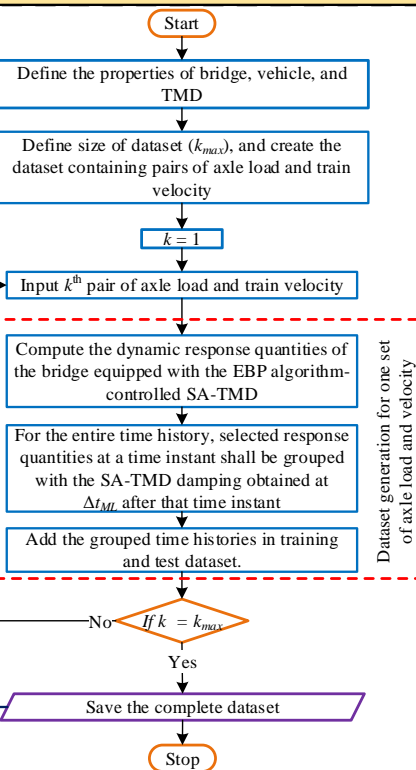 Start
Define the properties of bridge, vehicle, and
TMD
Define size of dataset (kmax), and create the
dataset containing pairs of axle load and train
velocity
k = 1
Input kth pair of axle load and train velocity
Compute the dynamic response quantities of
the bridge equipped with the EBP algorithm-
controlled SA-TMD
For the entire time history, selected response
quantities at a time instant shall be grouped
with the SA-TMD damping obtained at
ΔtML after that time instant
Add the grouped time histories in training
and test dataset.
Dataset generation for one set
of axle load and velocity
No
If k = kmax
Yes
Save the complete dataset
Stop